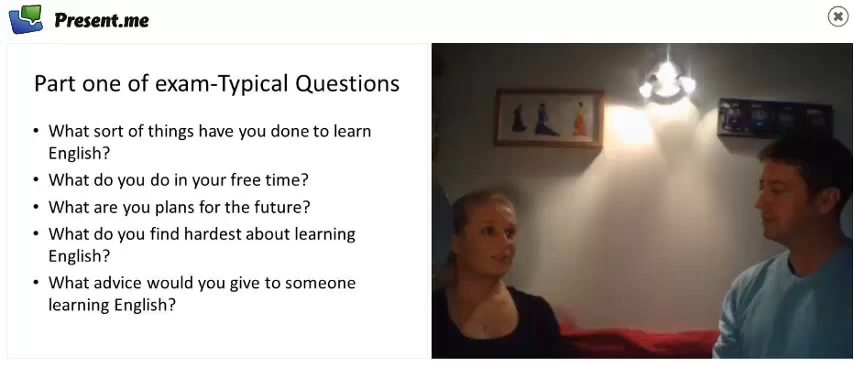 Present.me
Part one of exam-Typical Questions
• What sort of things have you done to learn
English?
• What do you do in your free time?
• What are you plans for the future?
• What do you find hardest about learning
English?
• What advice would you give to someone
learning English?